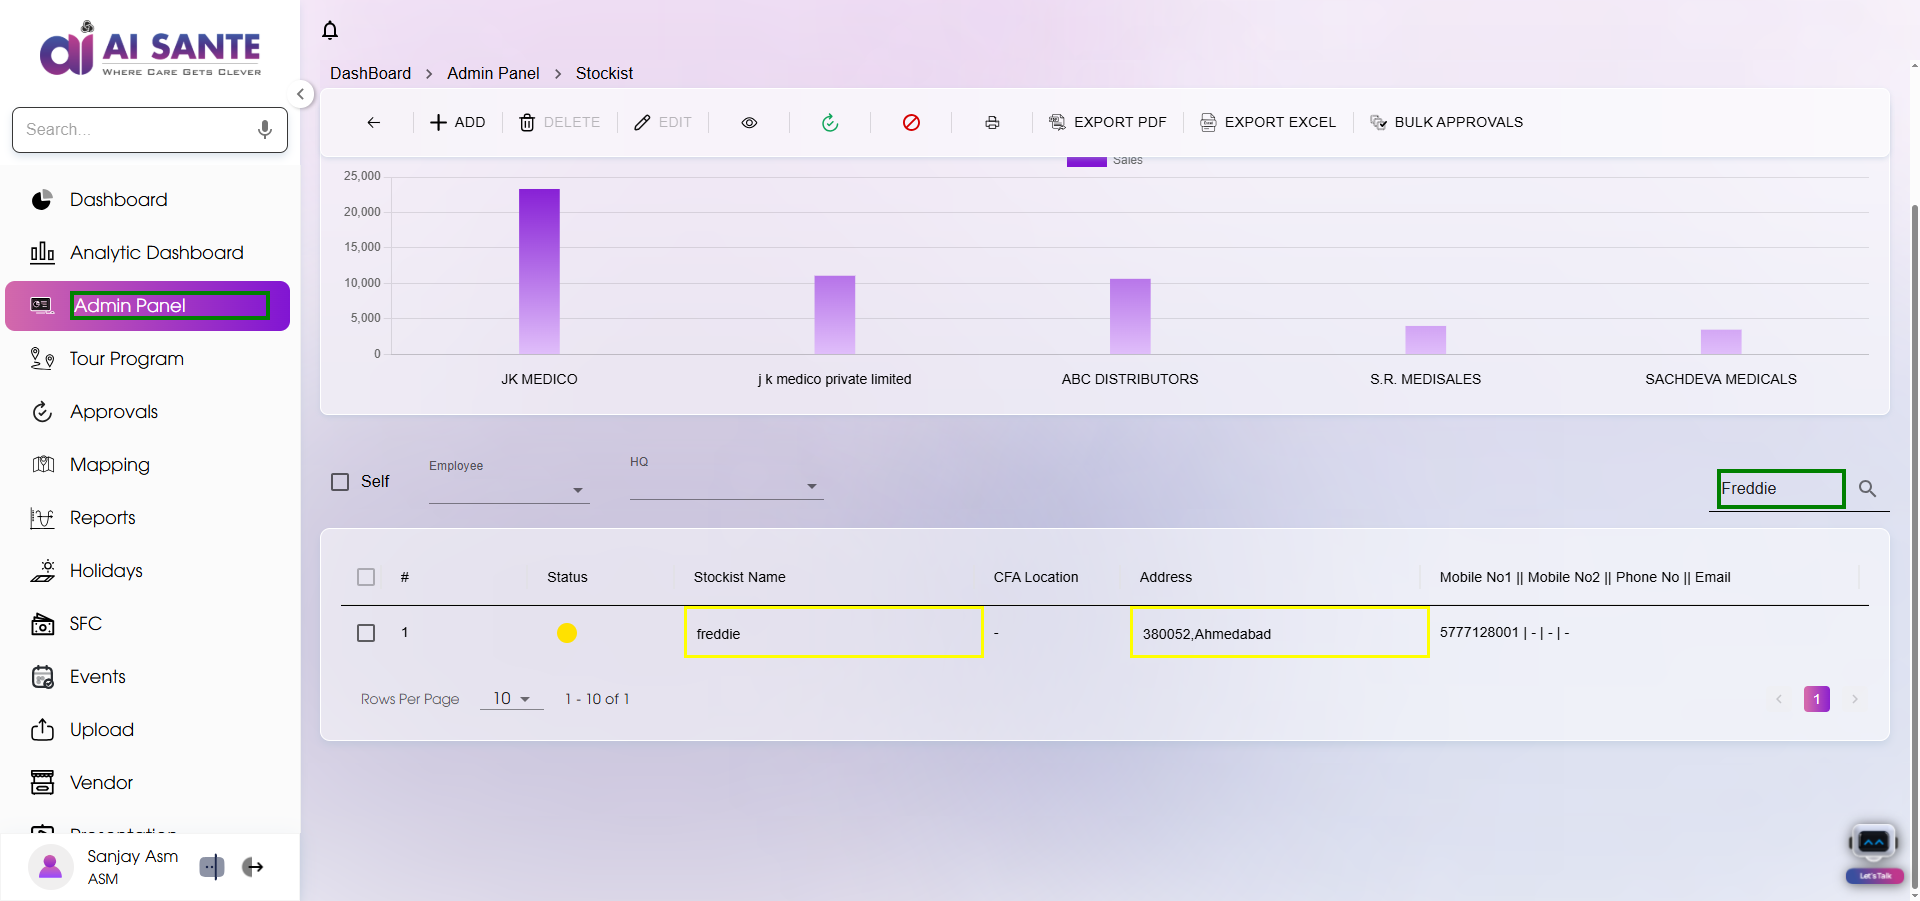 AI SANTE
WHERE CARE GETS CLEVER
Search...
Dashboard
Analytic Dashboard
Admin Panel
Tour Program
Approvals
Mapping
Reports
Holidays
SFC
Events
Upload
Vendor
Presentation
Sanjay Asm
ASM
DashBoard > Admin Panel > Stockist
ADD DELETE EDIT EXPORT PDF EXPORT EXCEL BULK APPROVALS
Sales
25,000
20,000
15,000
10,000
5,000
0
JK MEDICO j k medico private limited ABC DISTRIBUTORS S.R. MEDISALES SACHDEVA MEDICALS
Self
Employee
HQ
Freddie
# Status Stockist Name CFA Location Address Mobile No1 || Mobile No2 || Phone No || Email
1 freddie - 380052,Ahmedabad 5777128001 | - | - | -
Rows Per Page 10 1 - 10 of 1
1
Let's Talk